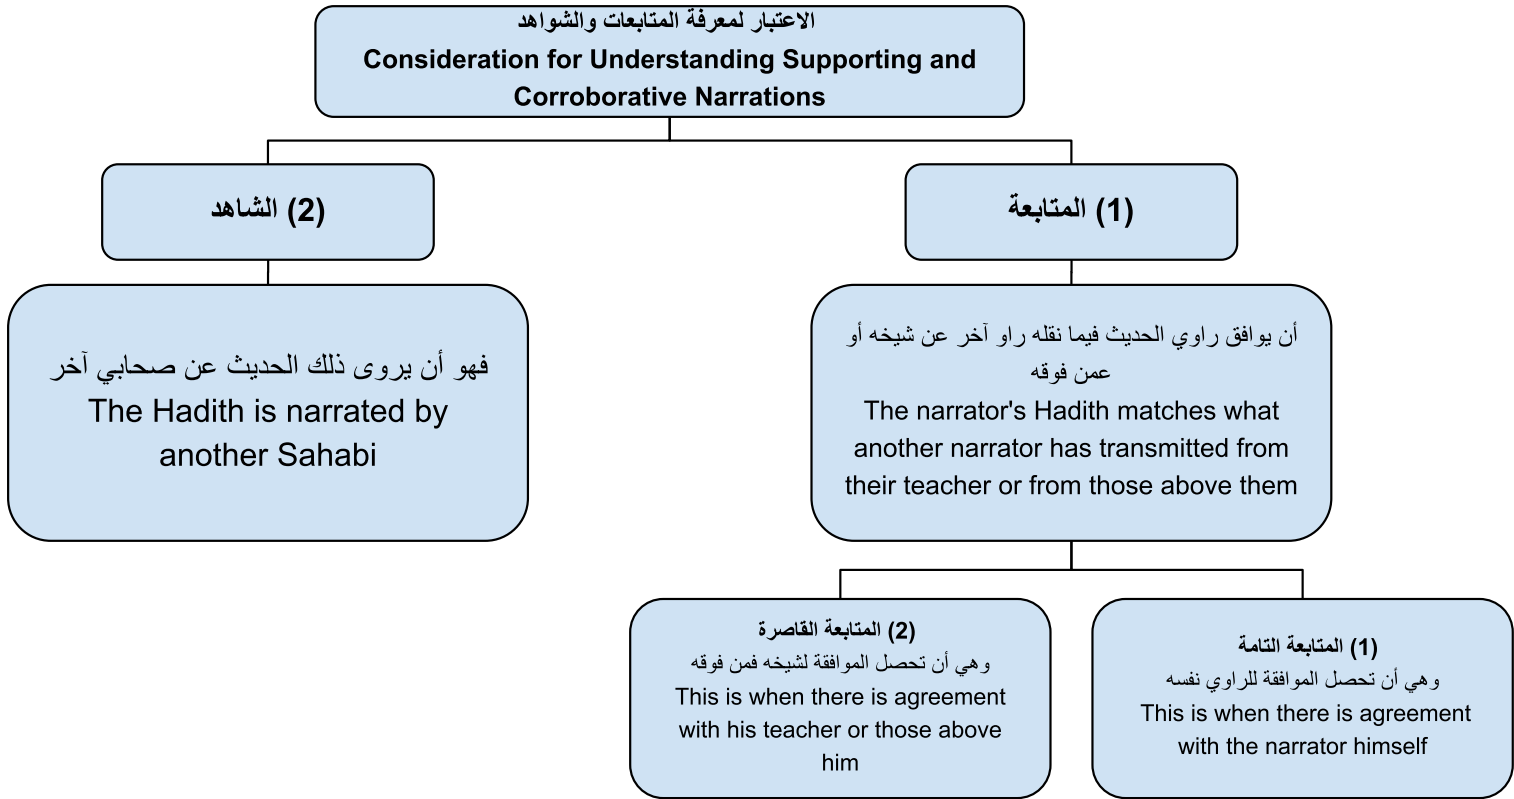 الاعتبار لمعرفة المتابعات والشواهد
Consideration for Understanding Supporting and
Corroborative Narrations
(1) المتابعة
(2) الشاهد
أن يوافق راوي الحديث فيما نقله راو آخر عن شيخه أو
عمن فوقه
The narrator's Hadith matches what
another narrator has transmitted from
their teacher or from those above them
فهو أن يروى ذلك الحديث عن صحابي آخر
The Hadith is narrated by
another Sahabi
(1) المتابعة التامة
وهي أن تحصل الموافقة للراوي نفسه
This is when there is agreement
with the narrator himself
(2) المتابعة القاصرة
وهي أن تحصل الموافقة لشيخه فمن فوقه
This is when there is agreement
with his teacher or those above
him